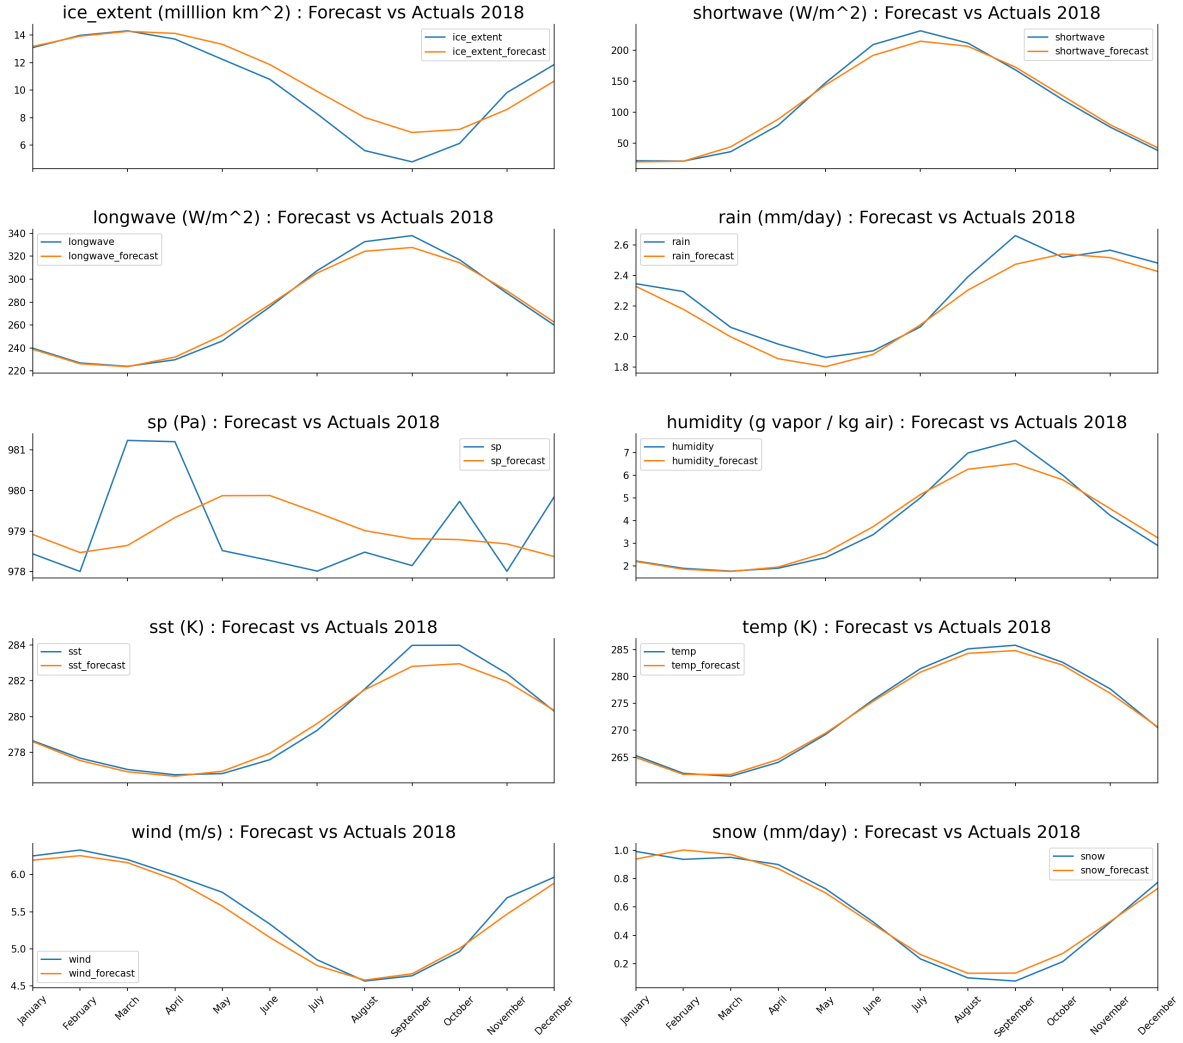 ice_extent (milllion km^2) : Forecast vs Actuals 2018
14
12
10
8
6
ice_extent
ice_extent_forecast
shortwave (W/m^2) : Forecast vs Actuals 2018
200
150
100
50
shortwave
shortwave_forecast
longwave (W/m^2) : Forecast vs Actuals 2018
340
320
300
280
260
240
220
longwave
longwave_forecast
rain (mm/day) : Forecast vs Actuals 2018
2.6
2.4
2.2
2.0
1.8
rain
rain_forecast
sp (Pa) : Forecast vs Actuals 2018
981
980
979
978
sp
sp_forecast
humidity (g vapor / kg air) : Forecast vs Actuals 2018
7
6
5
4
3
2
humidity
humidity_forecast
sst (K) : Forecast vs Actuals 2018
284
282
280
278
sst
sst_forecast
temp (K) : Forecast vs Actuals 2018
285
280
275
270
265
temp
temp_forecast
wind (m/s) : Forecast vs Actuals 2018
6.0
5.5
5.0
4.5
wind
wind_forecast
January
February
March
April
May
June
July
August
September
October
November
December
snow (mm/day) : Forecast vs Actuals 2018
1.0
0.8
0.6
0.4
0.2
snow
snow_forecast
January
February
March
April
May
June
July
August
September
October
November
December